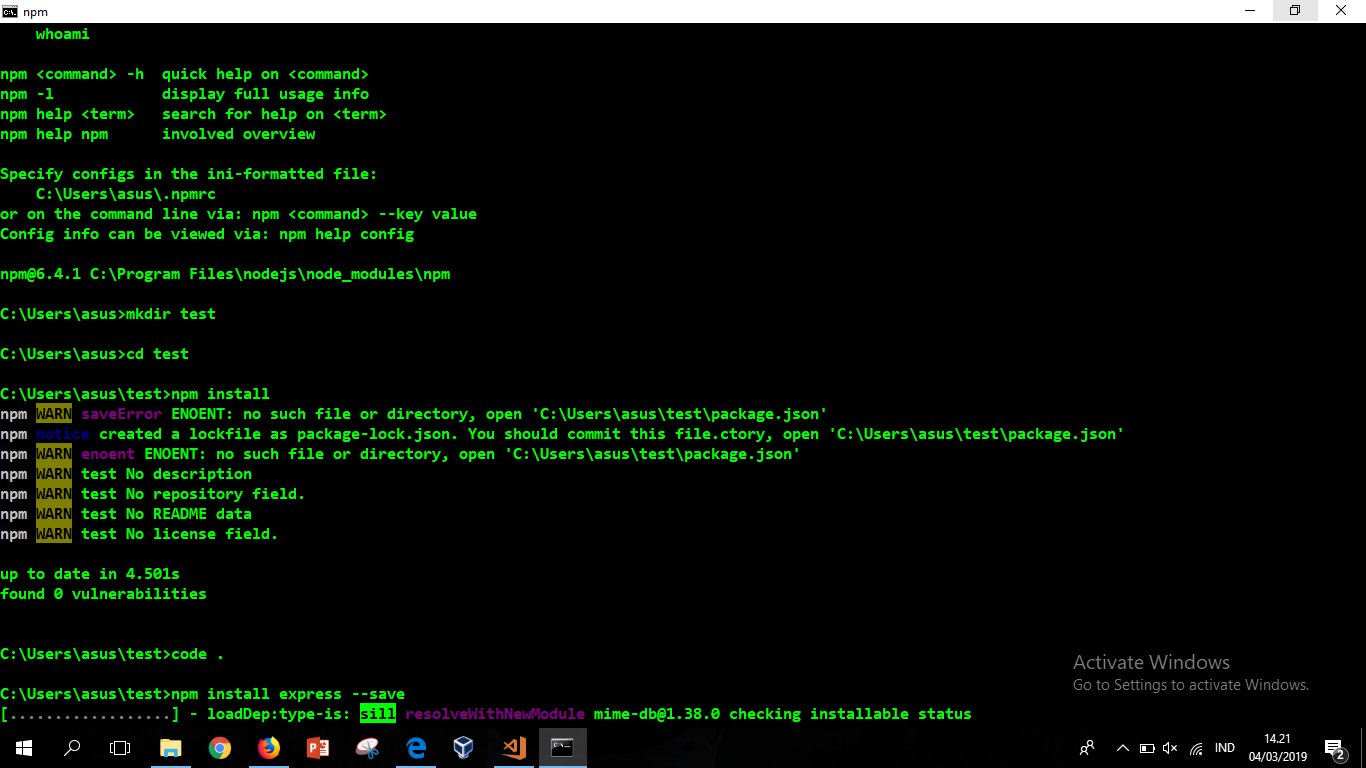 npm
whoami
npm <command> -h  quick help on <command>
npm -l            display full usage info
npm help <term>   search for help on <term>
npm help npm      involved overview
Specify configs in the ini-formatted file:
    C:\Users\asus\.npmrc
or on the command line via: npm <command> --key value
Config info can be viewed via: npm help config
npm@6.4.1 C:\Program Files\nodejs\node_modules\npm
C:\Users\asus>mkdir test
C:\Users\asus>cd test
C:\Users\asus\test>npm install
npm WARN saveError ENOENT: no such file or directory, open 'C:\Users\asus\test\package.json'
npm notice created a lockfile as package-lock.json. You should commit this file.ctory, open 'C:\Users\asus\test\package.json'
npm WARN enoent ENOENT: no such file or directory, open 'C:\Users\asus\test\package.json'
npm WARN test No description
npm WARN test No repository field.
npm WARN test No README data
npm WARN test No license field.
up to date in 4.501s
found 0 vulnerabilities
C:\Users\asus\test>code .
C:\Users\asus\test>npm install express --save
[..................] - loadDep:type-is: sill resolveWithNewModule mime-db@1.38.0 checking installable status
Activate Windows
Go to Settings to activate Windows.
IND
14.21
04/03/2019
2